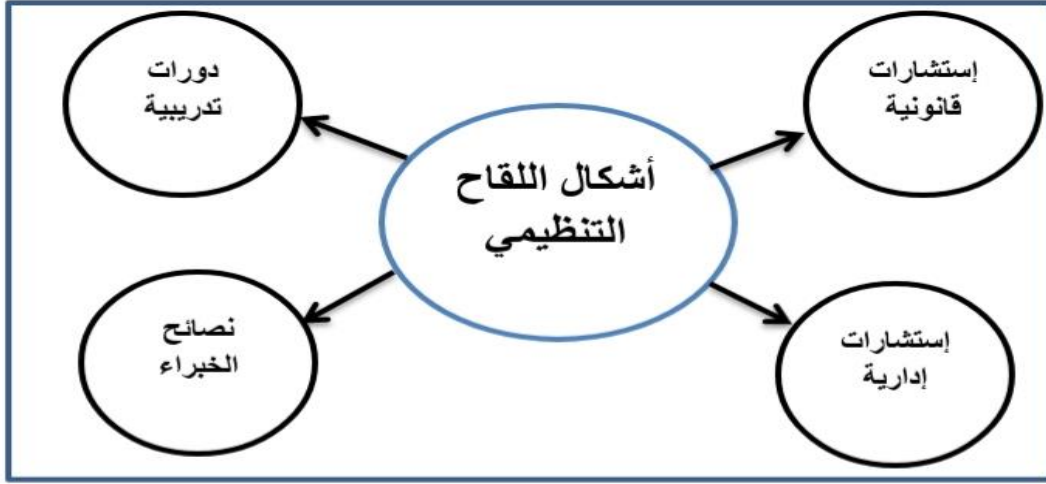 إستشارات
قانونية
دورات
تدريبية
أشكال اللقاح
التنظيمي
إستشارات
إدارية
نصائح
الخبراء